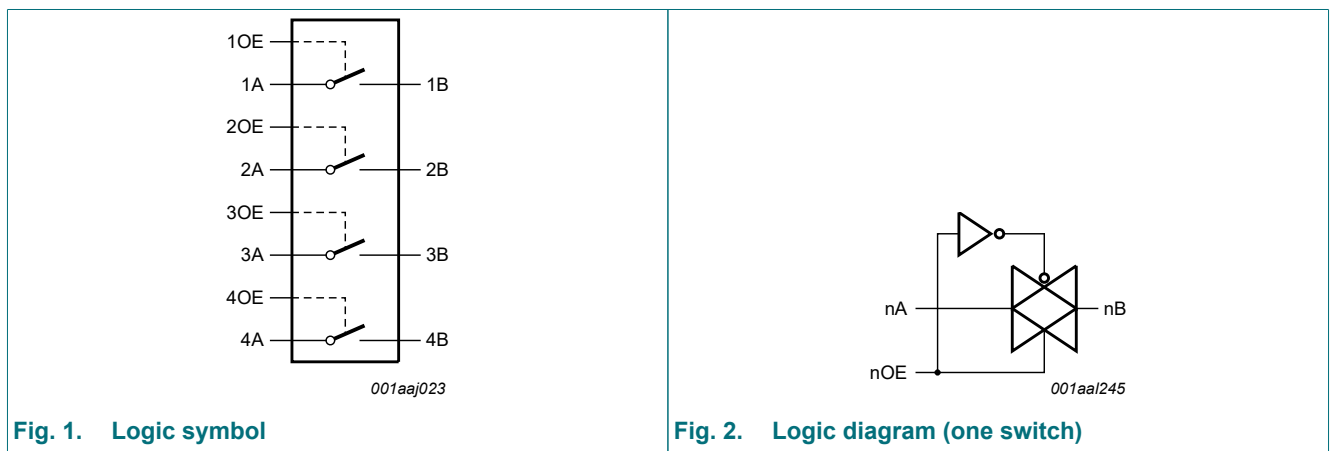 1OE
1A 1B
2OE
2A 2B
3OE
3A 3B
4OE
4A 4B
001aaj023
Fig. 1. Logic symbol
nA nB
nOE
001aal245
Fig. 2. Logic diagram (one switch)